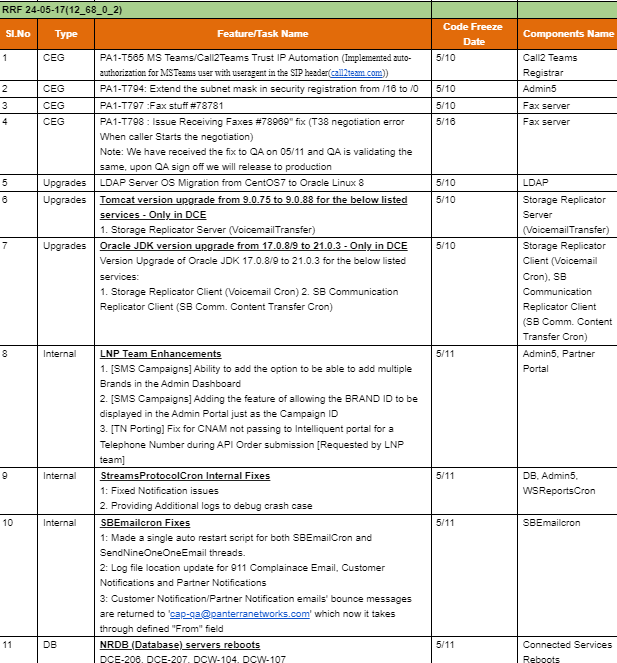 RRF 24-05-17(12_68_0_2)
Sl.No Type Feature/Task Name Code Freeze Date Components Name
1 CEG PA1-T565 MS Teams/Call2Teams Trust IP Automation (Implemented auto-
authorization for MSTeams user with useragent in the SIP header(call2team.com)) 5/10 Call2 Teams
Registrar
2 CEG PA1-T794: Extend the subnet mask in security registration from /16 to /0 5/10 Admin5
3 CEG PA1-T797 :Fax stuff #78781 5/10 Fax server
4 CEG PA1-T798 : Issue Receiving Faxes #78969" fix (T38 negotiation error
When caller Starts the negotiation)
Note: We have received the fix to QA on 05/11 and QA is validating the
same, upon QA sign off we will release to production 5/16 Fax server
5 Upgrades LDAP Server OS Migration from CentOS7 to Oracle Linux 8 5/10 LDAP
6 Upgrades Tomcat version upgrade from 9.0.75 to 9.0.88 for the below listed
services - Only in DCE
1. Storage Replicator Server (VoicemailTransfer) 5/10 Storage Replicator
Server
(VoicemailTransfer)
7 Upgrades Oracle JDK version upgrade from 17.0.8/9 to 21.0.3 - Only in DCE
Version Upgrade of Oracle JDK 17.0.8/9 to 21.0.3 for the below listed
services:
1. Storage Replicator Client (Voicemail Cron) 2. SB Communication
Replicator Client (SB Comm. Content Transfer Cron) 5/10 Storage Replicator
Client (Voicemail
Cron), SB
Communication
Replicator Client
(SB Comm. Content
Transfer Cron)
8 Internal LNP Team Enhancements
1. [SMS Campaigns] Ability to add the option to be able to add multiple
Brands in the Admin Dashboard
2. [SMS Campaigns] Adding the feature of allowing the BRAND ID to be
displayed in the Admin Portal just as the Campaign ID
3. [TN Porting] Fix for CNAM not passing to Intelliquent portal for a
Telephone Number during API Order submission [Requested by LNP
team] 5/11 Admin5, Partner
Portal
9 Internal StreamsProtocolCron Internal Fixes
1: Fixed Notification issues
2. Providing Additional logs to debug crash case 5/11 DB, Admin5,
WSReportsCron
10 Internal SBEmailcron Fixes
1: Made a single auto restart script for both SBEmailCron and
SendNineOneOneEmail threads.
2: Log file location update for 911 Complainace Email, Customer
Notifications and Partner Notifications
3: Customer Notification/Partner Notification emails' bounce messages
are returned to 'cap-qa@panterranetworks.com' which now it takes
through defined "From" field 5/11 SBEmailcron
11 DB NRDB (Database) servers reboots
DCE-206, DCE-207, DCW-104, DCW-107 5/11 Connected Services
Reboots